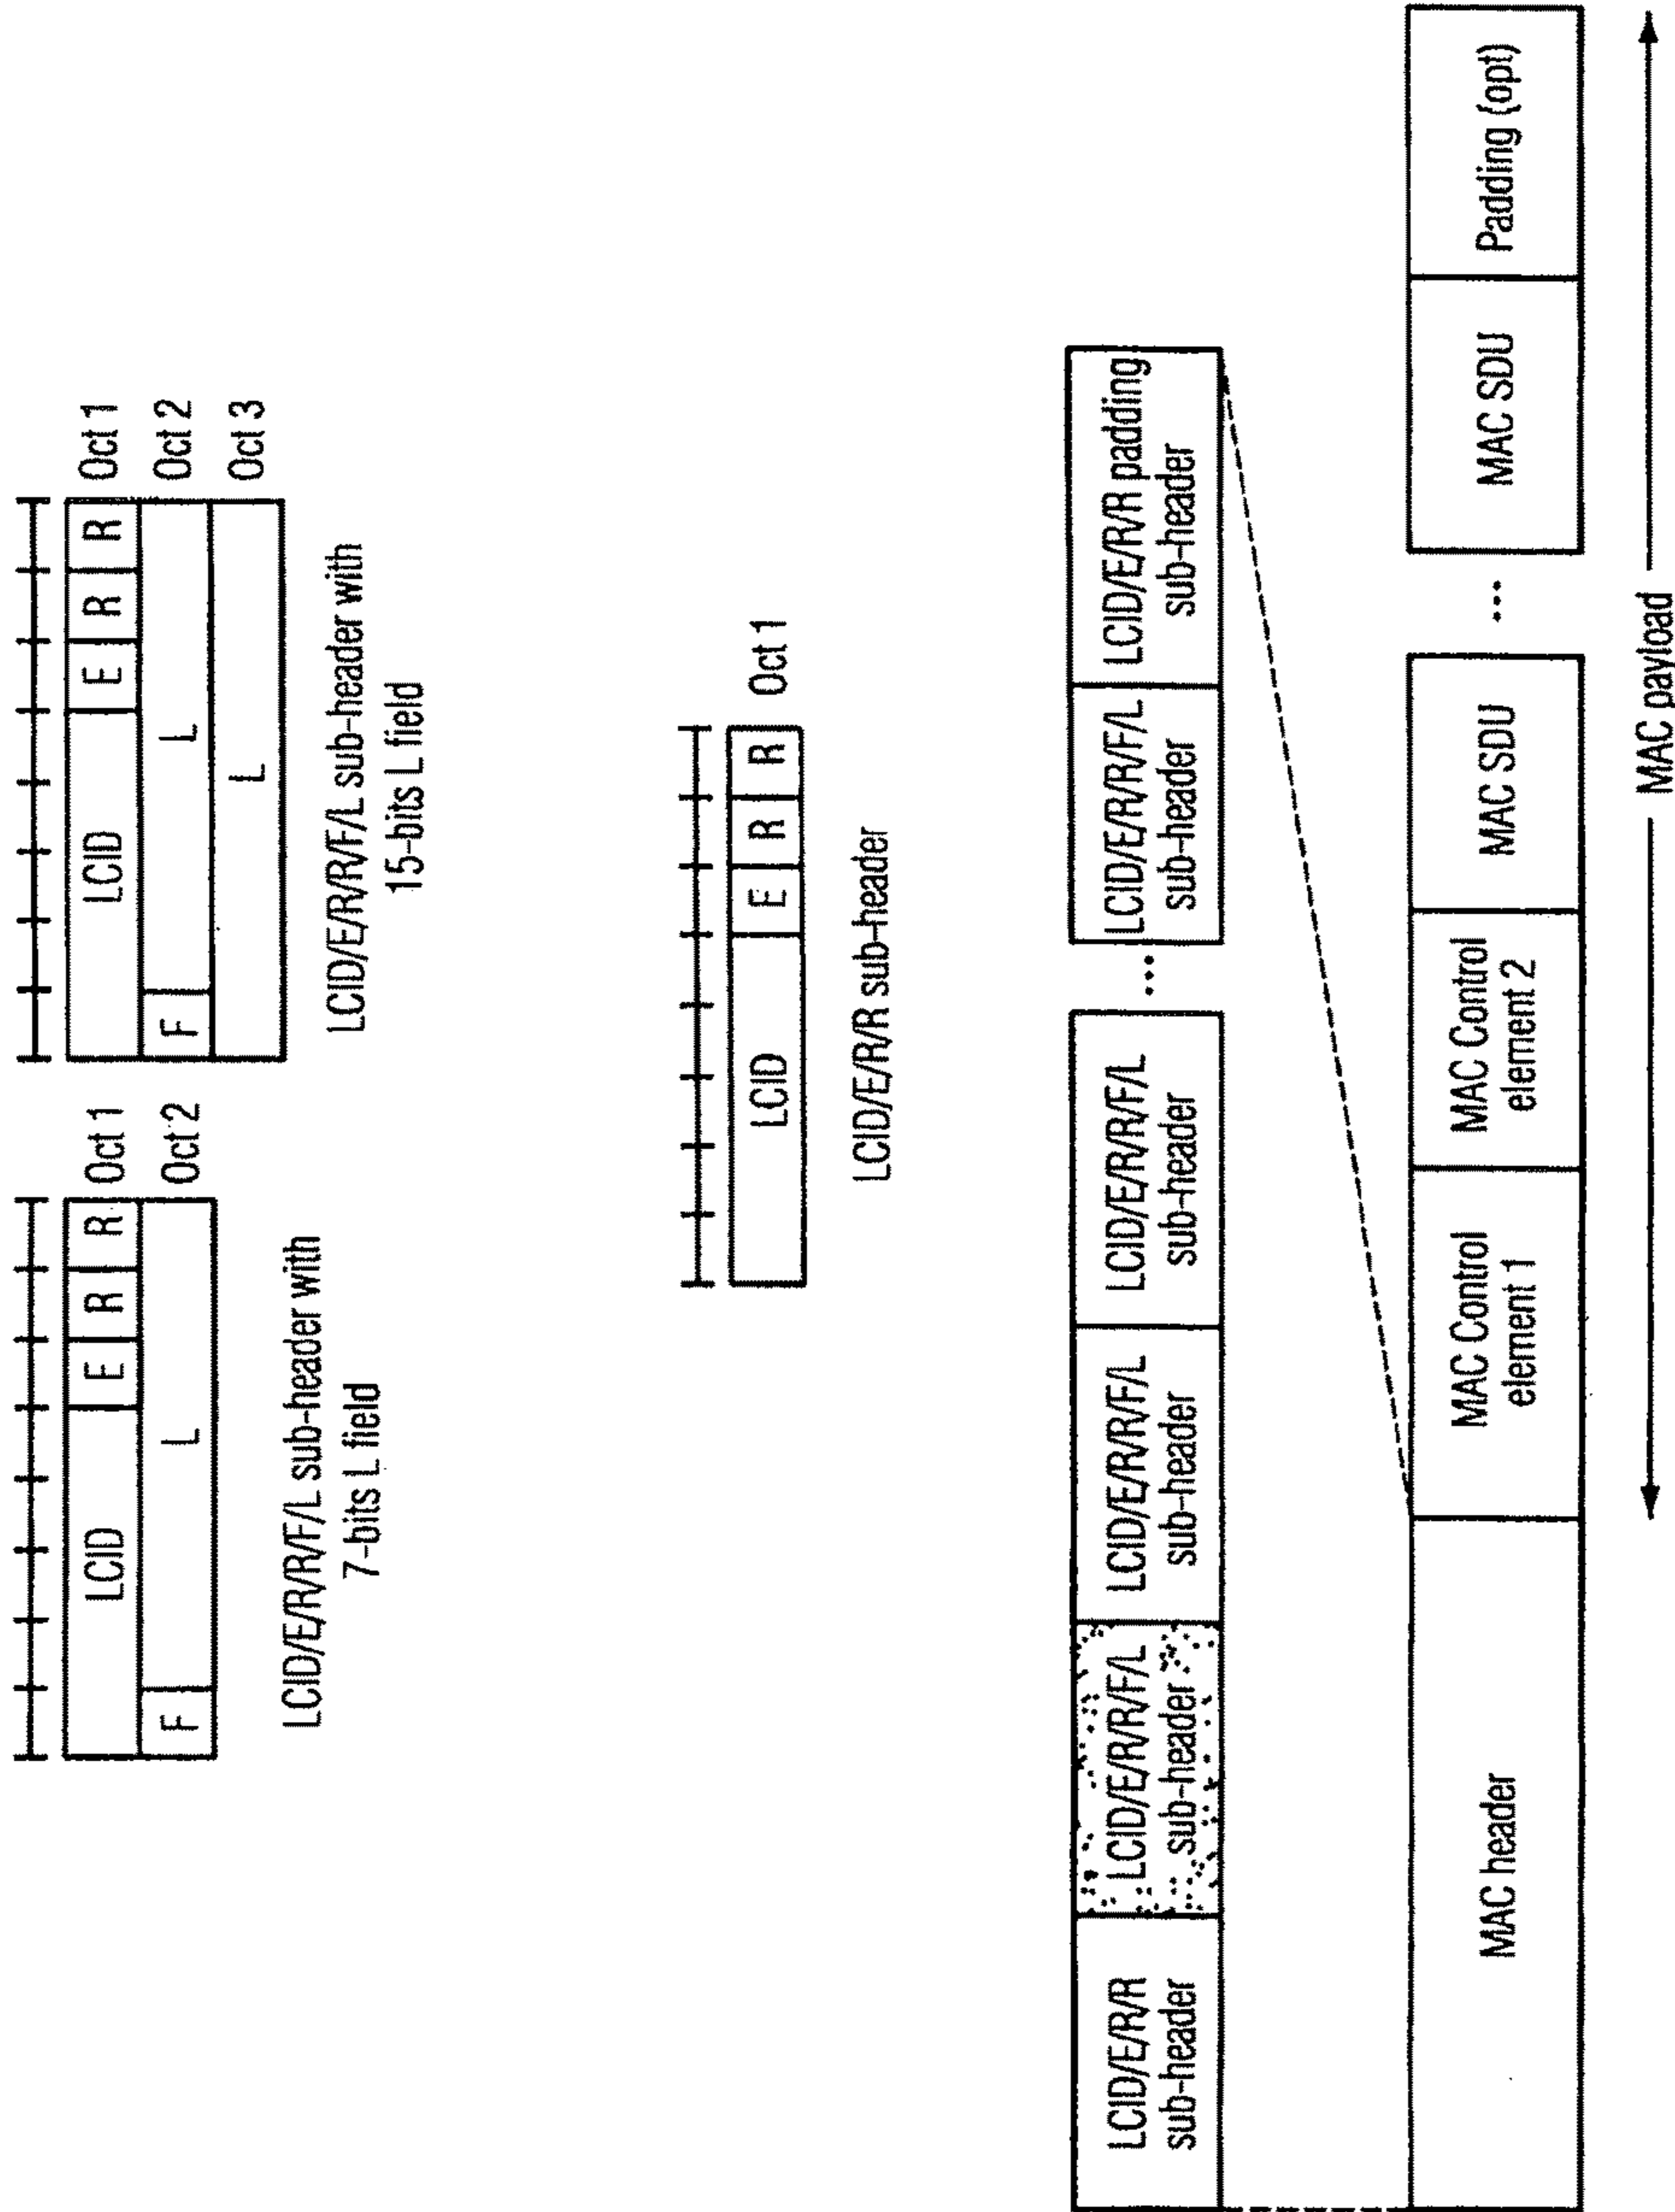 LCID E R R Oct 1
F L Oct 2
LCID/E/R/R/F/L sub-header with
7-bits L field
LCID E R R Oct 1
F L Oct 2
L Oct 3
LCID/E/R/R/F/L sub-header with
15-bits L field
LCID E R R Oct 1
LCID/E/R/R sub-header
LCID/E/R/R
sub-header
LCID/E/R/R/F/L
sub-header
LCID/E/R/R/F/L
sub-header
LCID/E/R/R/F/L
sub-header
...
LCID/E/R/R/F/L
sub-header
LCID/E/R/R padding
sub-header
MAC header
MAC Control
element 1
MAC Control
element 2
MAC SDU
...
MAC SDU
Padding (opt)
MAC payload